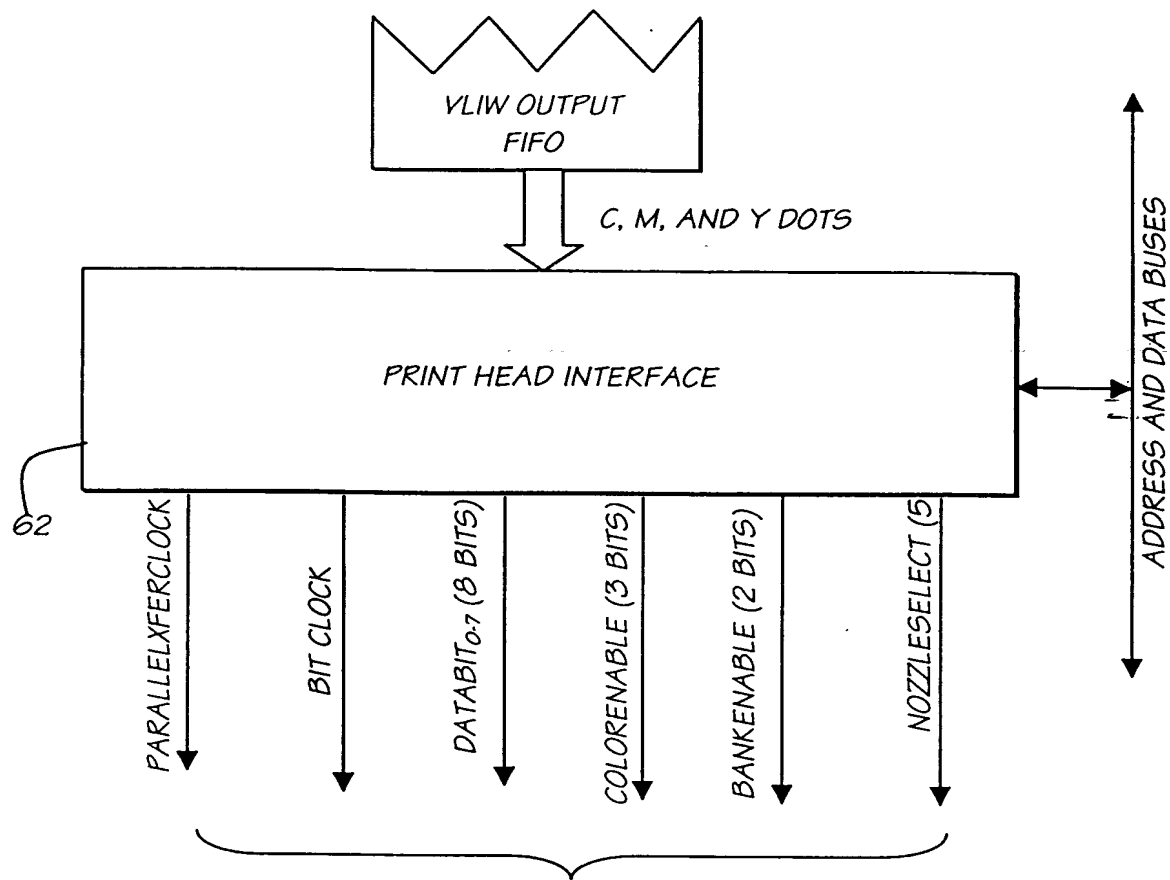 VLIW OUTPUT
FIFO
C, M, AND Y DOTS
PRINT HEAD INTERFACE
ADDRESS AND DATA BUSES
62
PARALLELXFERCLOCK
BIT CLOCK
DATABIT0-7 (8 BITS)
COLORENABLE (3 BITS)
BANKENABLE (2 BITS)
NOZZLESELECT (5